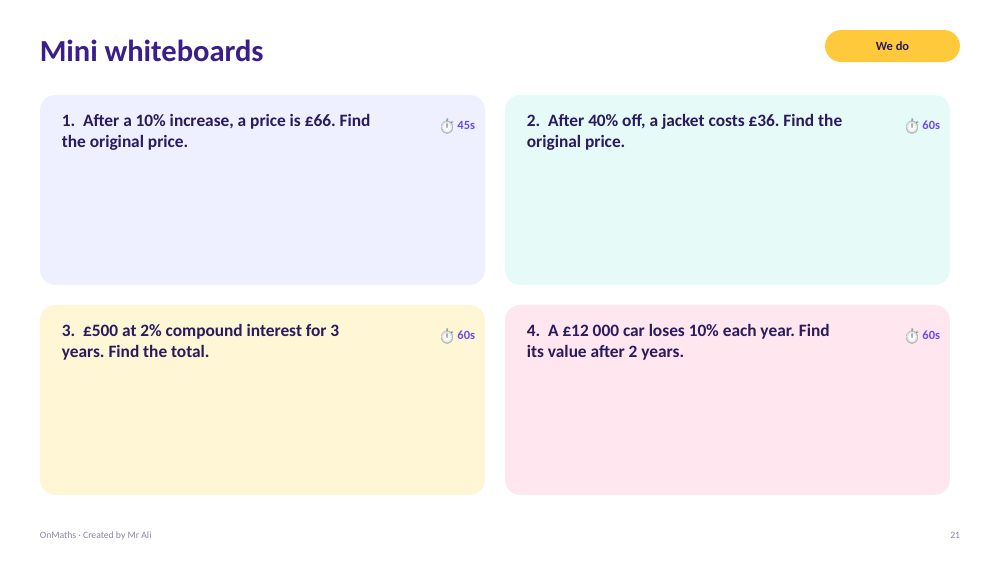 Mini whiteboards
We do
1. After a 10% increase, a price is £66. Find
the original price.
⏱ 45s
2. After 40% off, a jacket costs £36. Find the
original price.
⏱ 60s
3. £500 at 2% compound interest for 3
years. Find the total.
⏱ 60s
4. A £12 000 car loses 10% each year. Find
its value after 2 years.
⏱ 60s
OnMaths · Created by Mr Ali
21